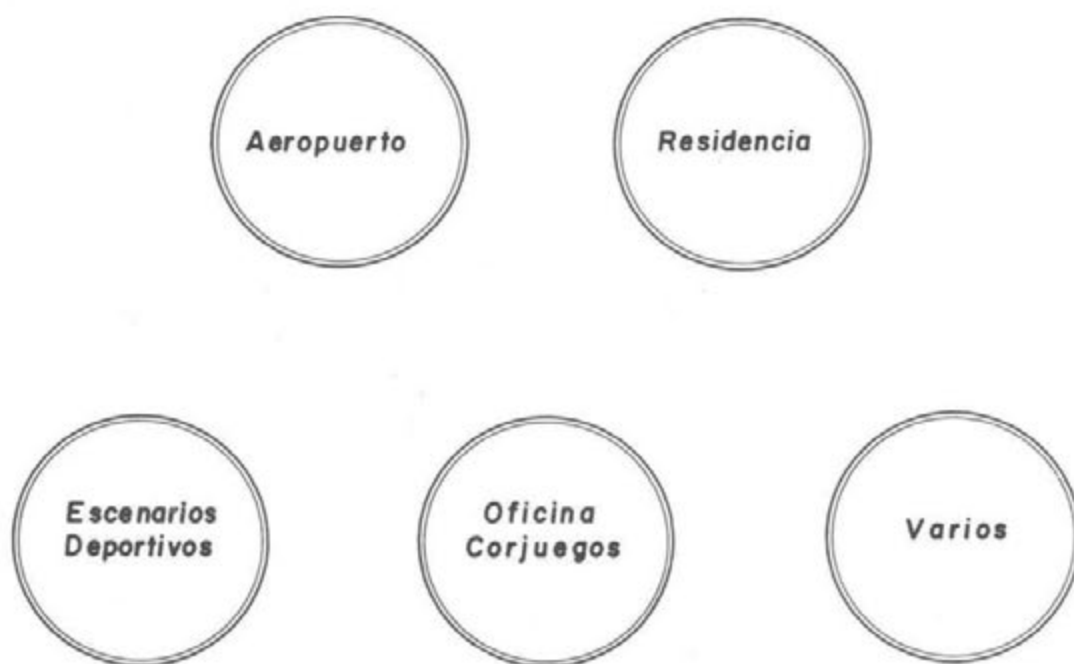 Aeropuerto
Residencia
Escenarios
Deportivos
Oficina
Corjuegos
Varios